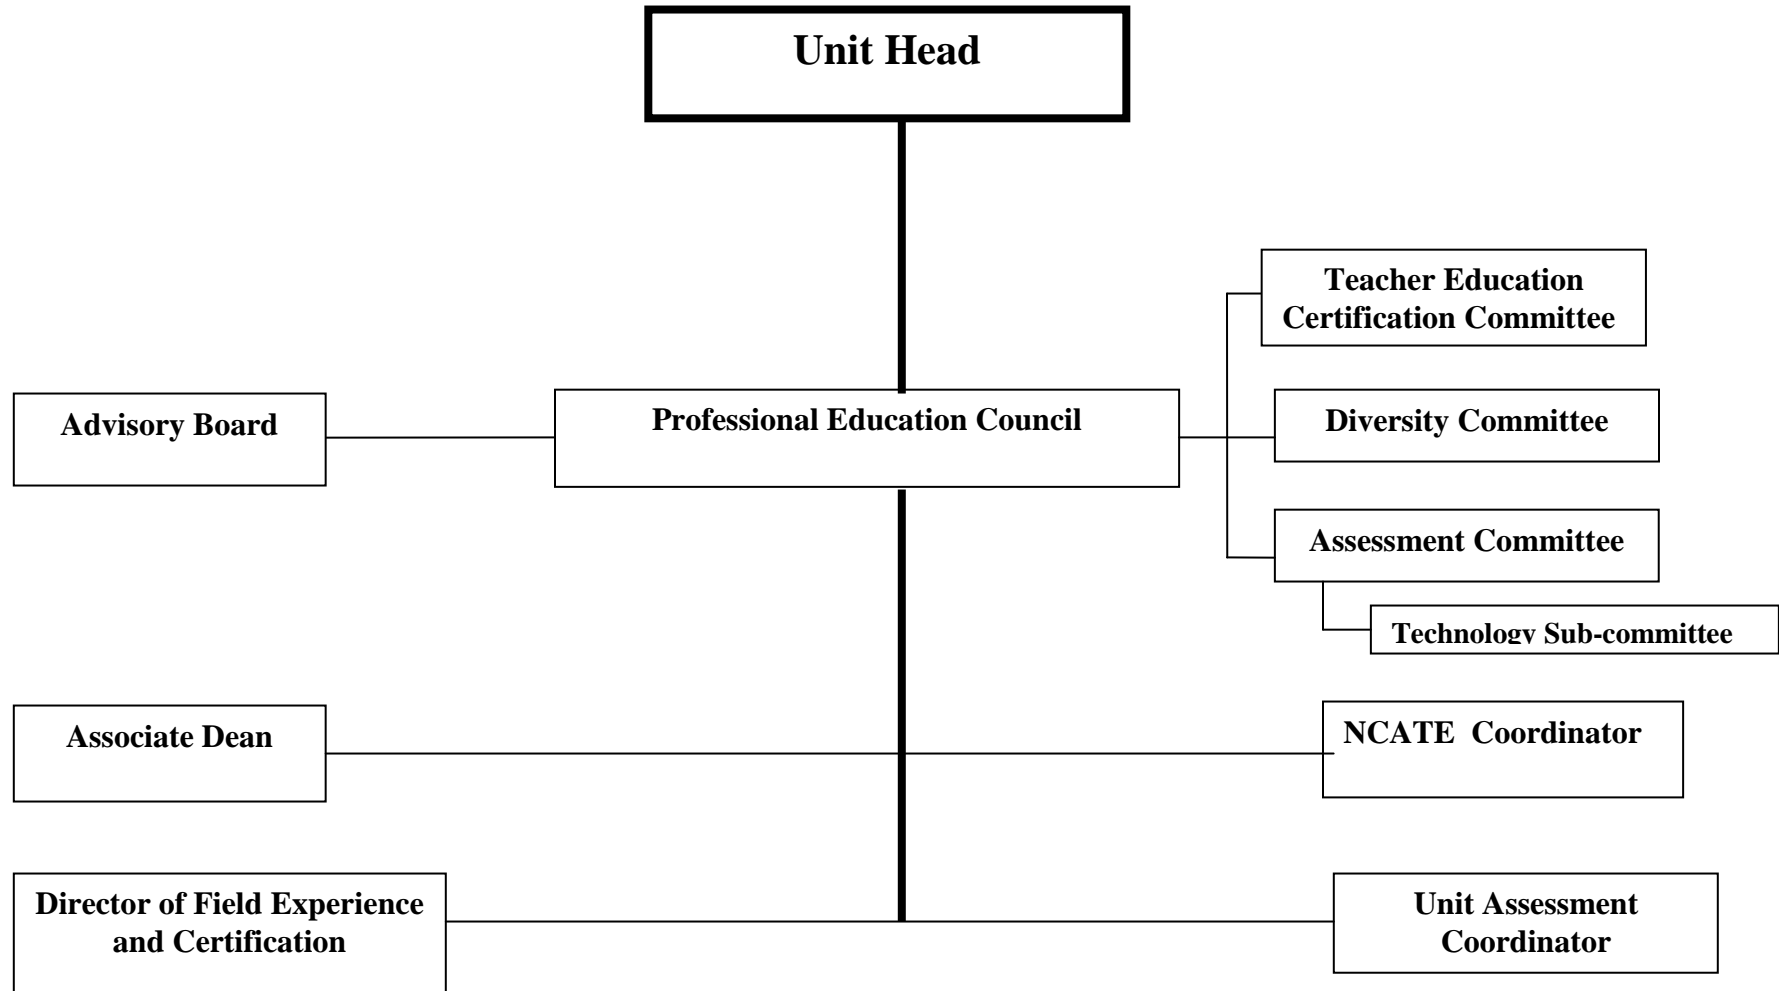 Unit Head
Teacher Education
Certification Committee
Advisory Board
Professional Education Council
Diversity Committee
Assessment Committee
Technology Sub-committee
Associate Dean
NCATE Coordinator
Director of Field Experience
and Certification
Unit Assessment
Coordinator